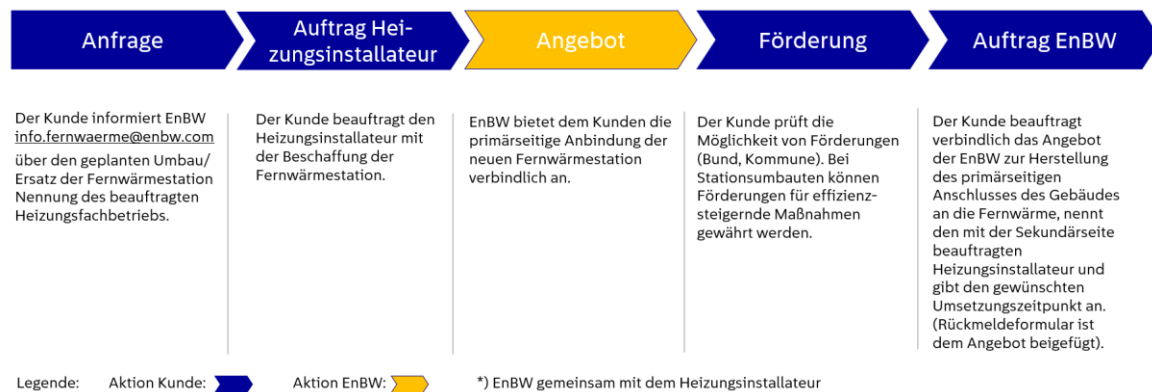 Anfrage
Auftrag Hei-
zungsinstallateur
Angebot
Förderung
Auftrag EnBW
Der Kunde informiert EnBW
info.fernwaerme@enbw.com
über den geplanten Umbau/
Ersatz der Fernwärmestation
Nennung des beauftragten
Heizungsfachbetriebs.
Der Kunde beauftragt den
Heizungsinstallateur mit
der Beschaffung der
Fernwärmestation.
EnBW bietet dem Kunden die
primärseitige Anbindung der
neuen Fernwärmestation
verbindlich an.
Der Kunde prüft die
Möglichkeit von Förderungen
(Bund, Kommune). Bei
Stationsumbauten können
Förderungen für effizienz-
steigernde Maßnahmen
gewährt werden.
Der Kunde beauftragt
verbindlich das Angebot
der EnBW zur Herstellung
des primärseitigen
Anschlusses des Gebäudes
an die Fernwärme, nennt
den mit der Sekundärseite
beauftragten
Heizungsinstallateur und
gibt den gewünschten
Umsetzungszeitpunkt an.
(Rückmeldeformular ist
dem Angebot beigefügt).
Legende: Aktion Kunde: Aktion EnBW: *) EnBW gemeinsam mit dem Heizungsinstallateur